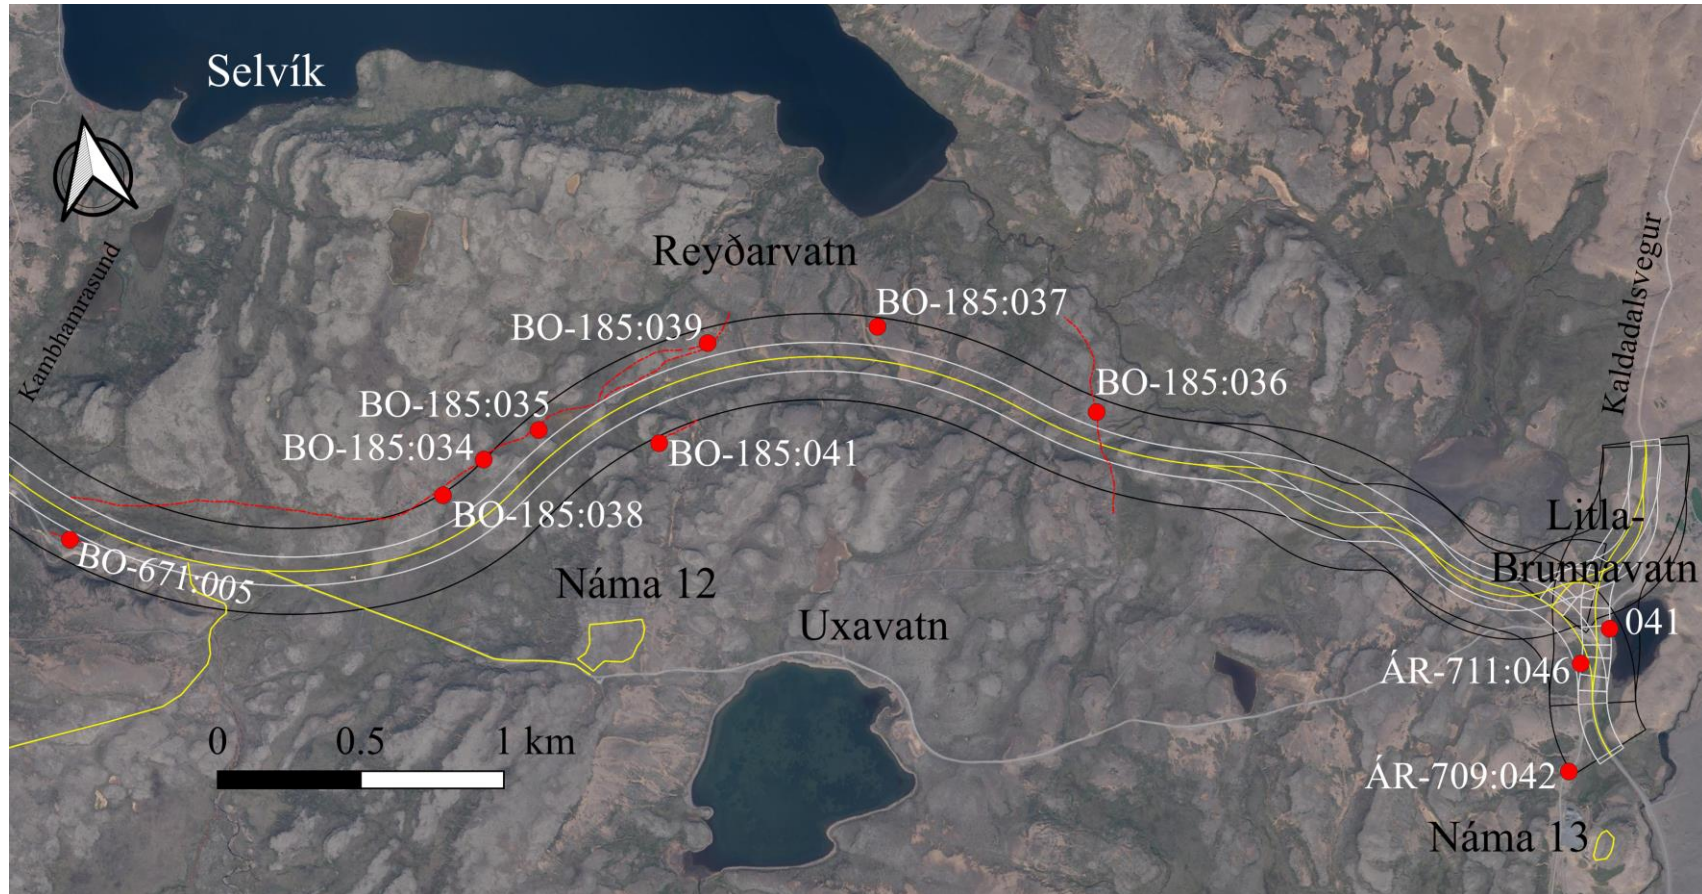 Selvík
Kambhamrasund
Reyðarvatn
Kaldadalsvegur
BO-185:037
BO-185:039
BO-185:036
BO-185:035
BO-185:034
BO-185:041
BO-185:038
BO-671:005
Litla-
Brunnavatn
Náma 12
Uxavatn
041
ÁR-711:046
0 0.5 1 km
ÁR-709:042
Náma 13